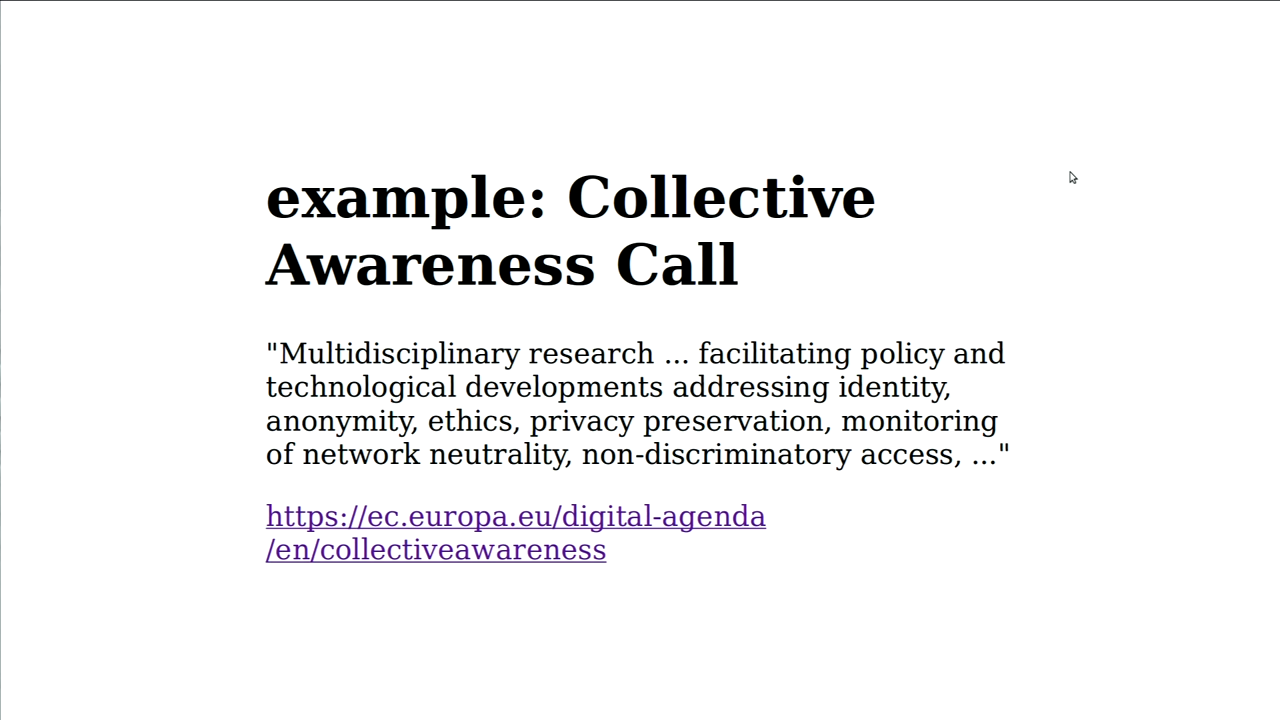 example: Collective
Awareness Call
"Multidisciplinary research ... facilitating policy and
technological developments addressing identity,
anonymity, ethics, privacy preservation, monitoring
of network neutrality, non-discriminatory access, ..."
https://ec.europa.eu/digital-agenda
/en/collectiveawareness